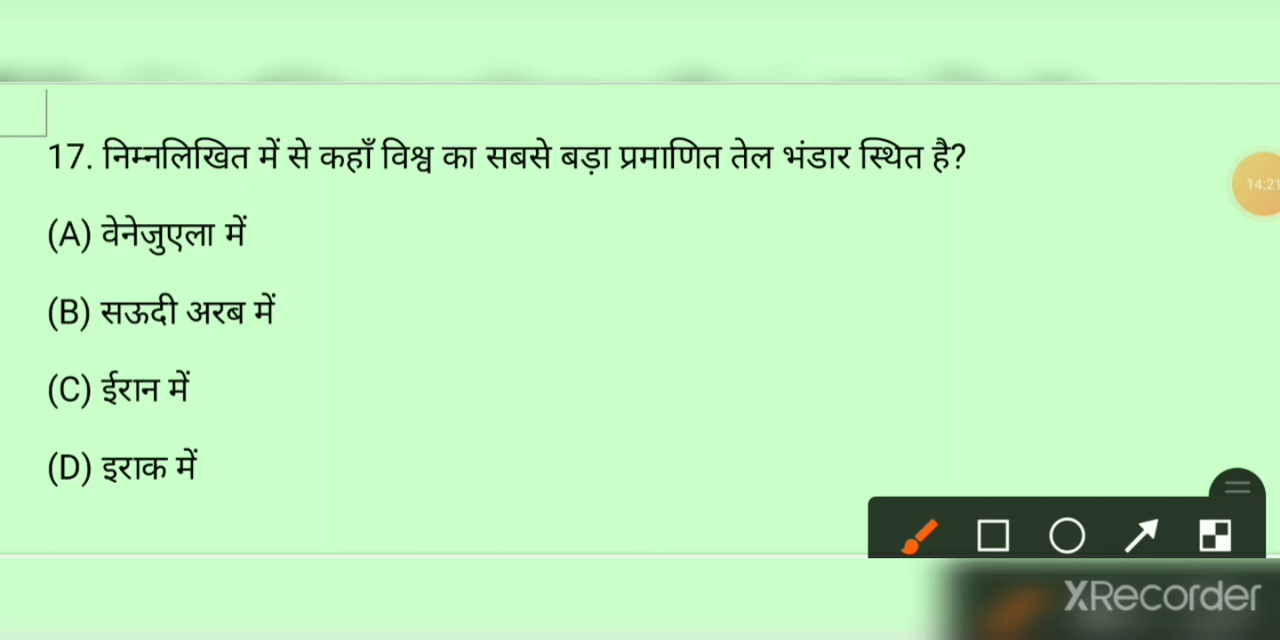 17. निम्नलिखित में से कहाँ विश्व का सबसे बड़ा प्रमाणित तेल भंडार स्थित है?
14:21
(A) वेनेजुएला में
(B) सऊदी अरब में
(C) ईरान में
(D) इराक में
XRecorder